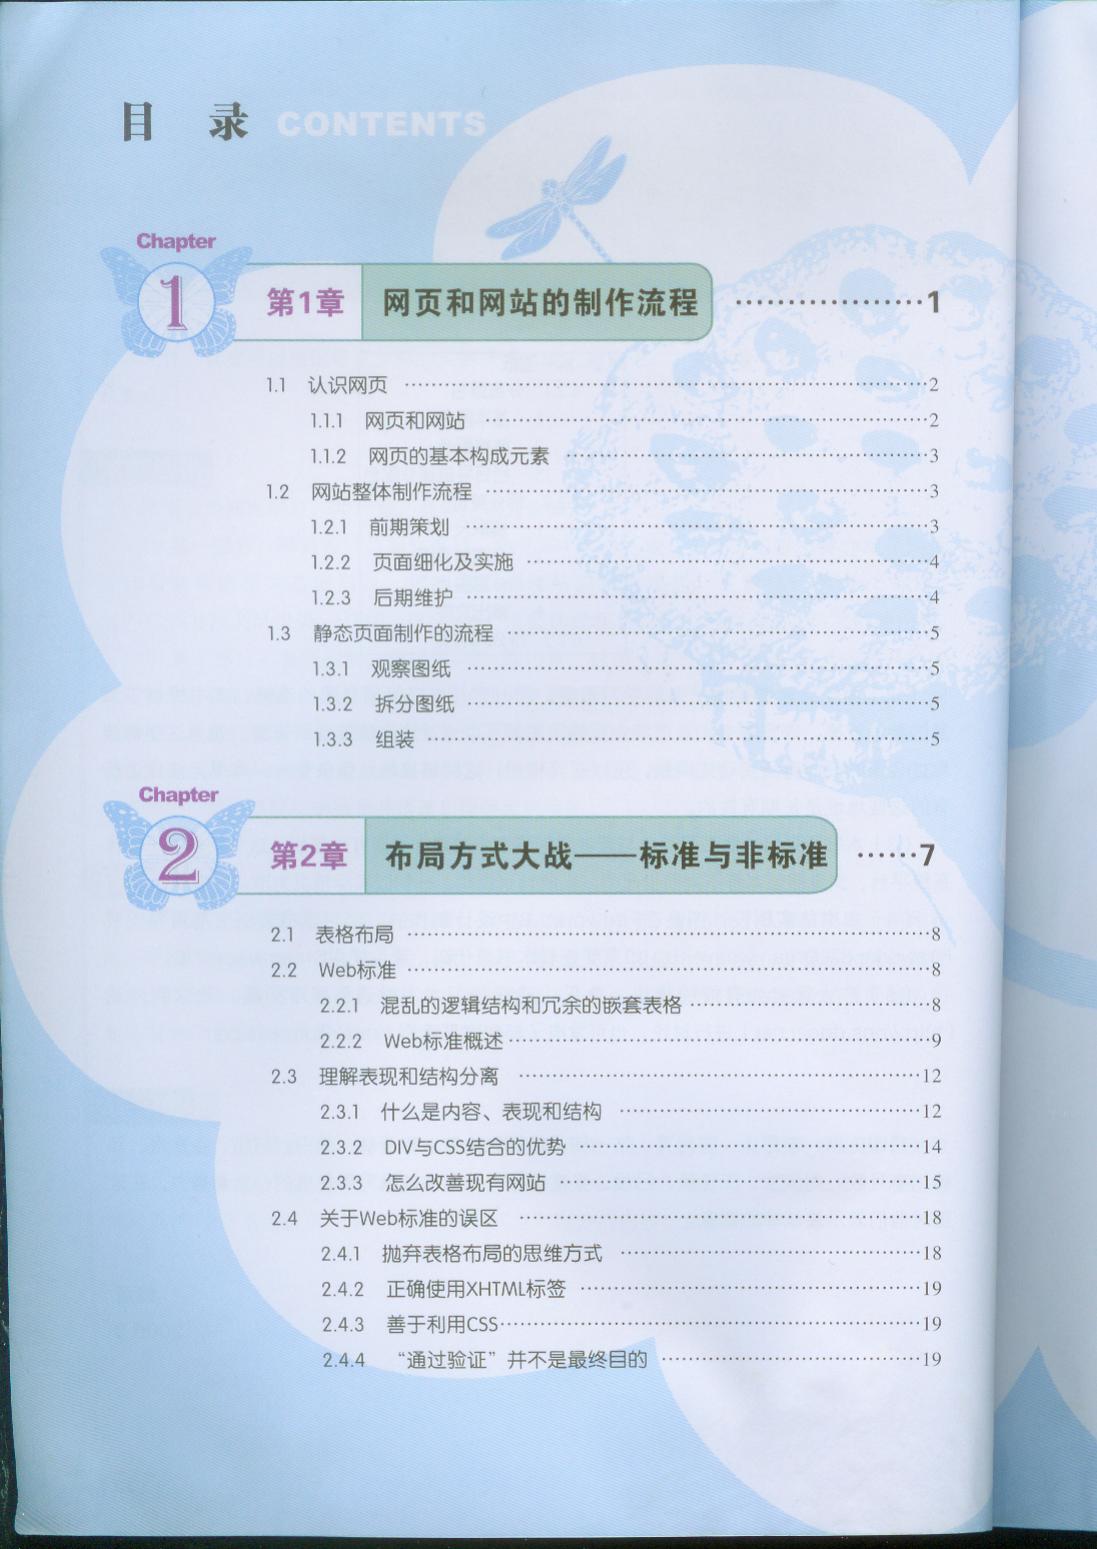 目 录 CONTENTS
Chapter
1 第1章 网页和网站的制作流程 ··················1
1.1 认识网页 ··················2
1.1.1 网页和网站 ··················2
1.1.2 网页的基本构成元素 ··················3
1.2 网站整体制作流程 ··················3
1.2.1 前期策划 ··················3
1.2.2 页面细化及实施 ··················4
1.2.3 后期维护 ··················4
1.3 静态页面制作的流程 ··················5
1.3.1 观察图纸 ··················5
1.3.2 拆分图纸 ··················5
1.3.3 组装 ··················5
Chapter
2 第2章 布局方式大战——标准与非标准 ······7
2.1 表格布局 ··················8
2.2 Web标准 ··················8
2.2.1 混乱的逻辑结构和冗余的嵌套表格 ··················8
2.2.2 Web标准概述 ··················9
2.3 理解表现和结构分离 ··················12
2.3.1 什么是内容、表现和结构 ··················12
2.3.2 DIV与CSS结合的优势 ··················14
2.3.3 怎么改善现有网站 ··················15
2.4 关于Web标准的误区 ··················18
2.4.1 抛弃表格布局的思维方式 ··················18
2.4.2 正确使用XHTML标签 ··················19
2.4.3 善于利用CSS ··················19
2.4.4 “通过验证”并不是最终目的 ··················19